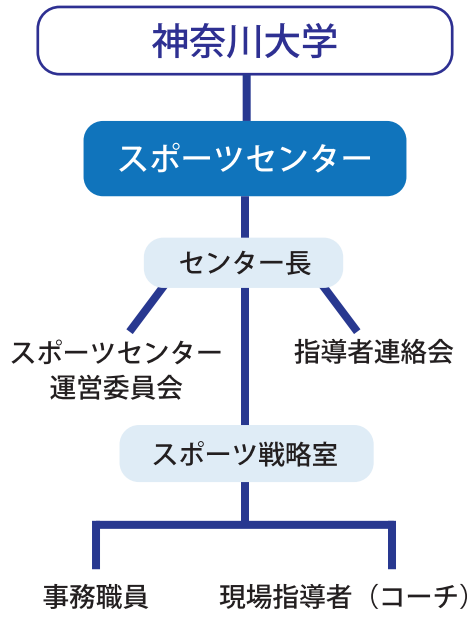 神奈川大学
スポーツセンター
センター長
スポーツセンター
運営委員会
指導者連絡会
スポーツ戦略室
事務職員
現場指導者（コーチ）